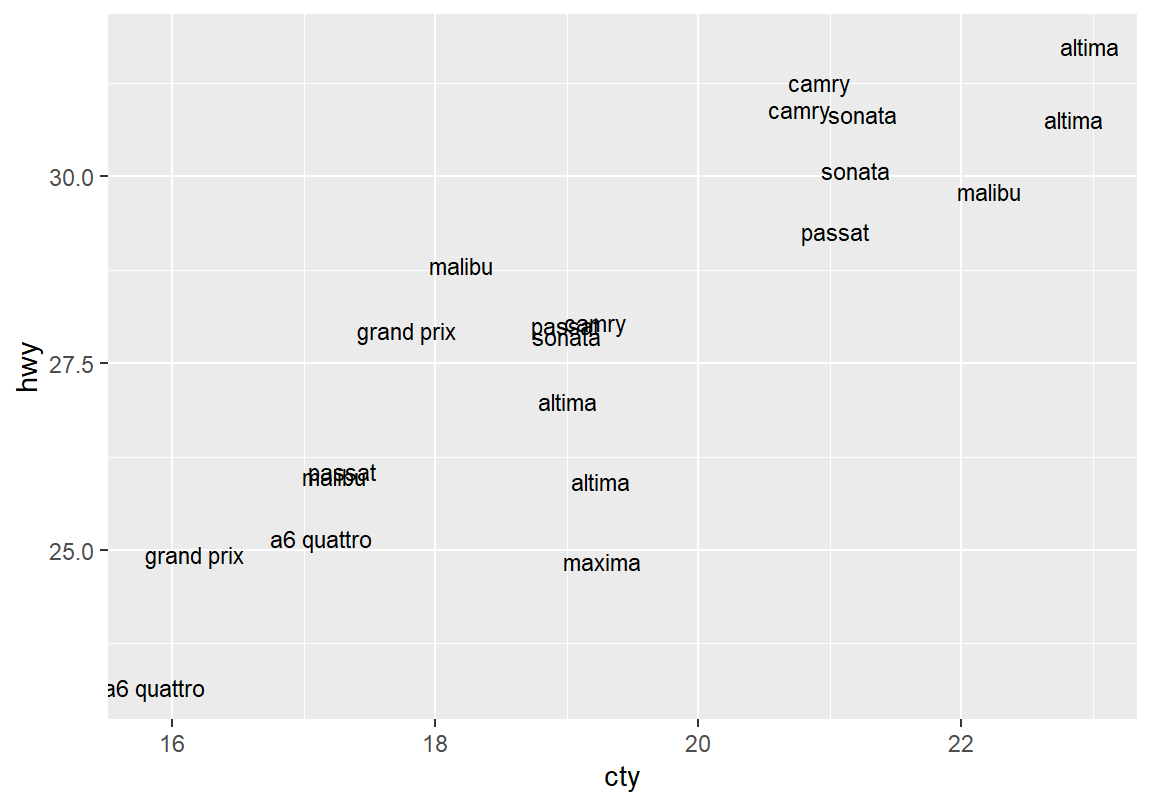 altima
camry
camry
sonata
altima
30.0
sonata
malibu
passat
malibu
grand prix
passat
camry
sonata
27.5
hwy
altima
passat
malibu
altima
a6 quattro
25.0
grand prix
maxima
a6 quattro
16
18
20
22
cty